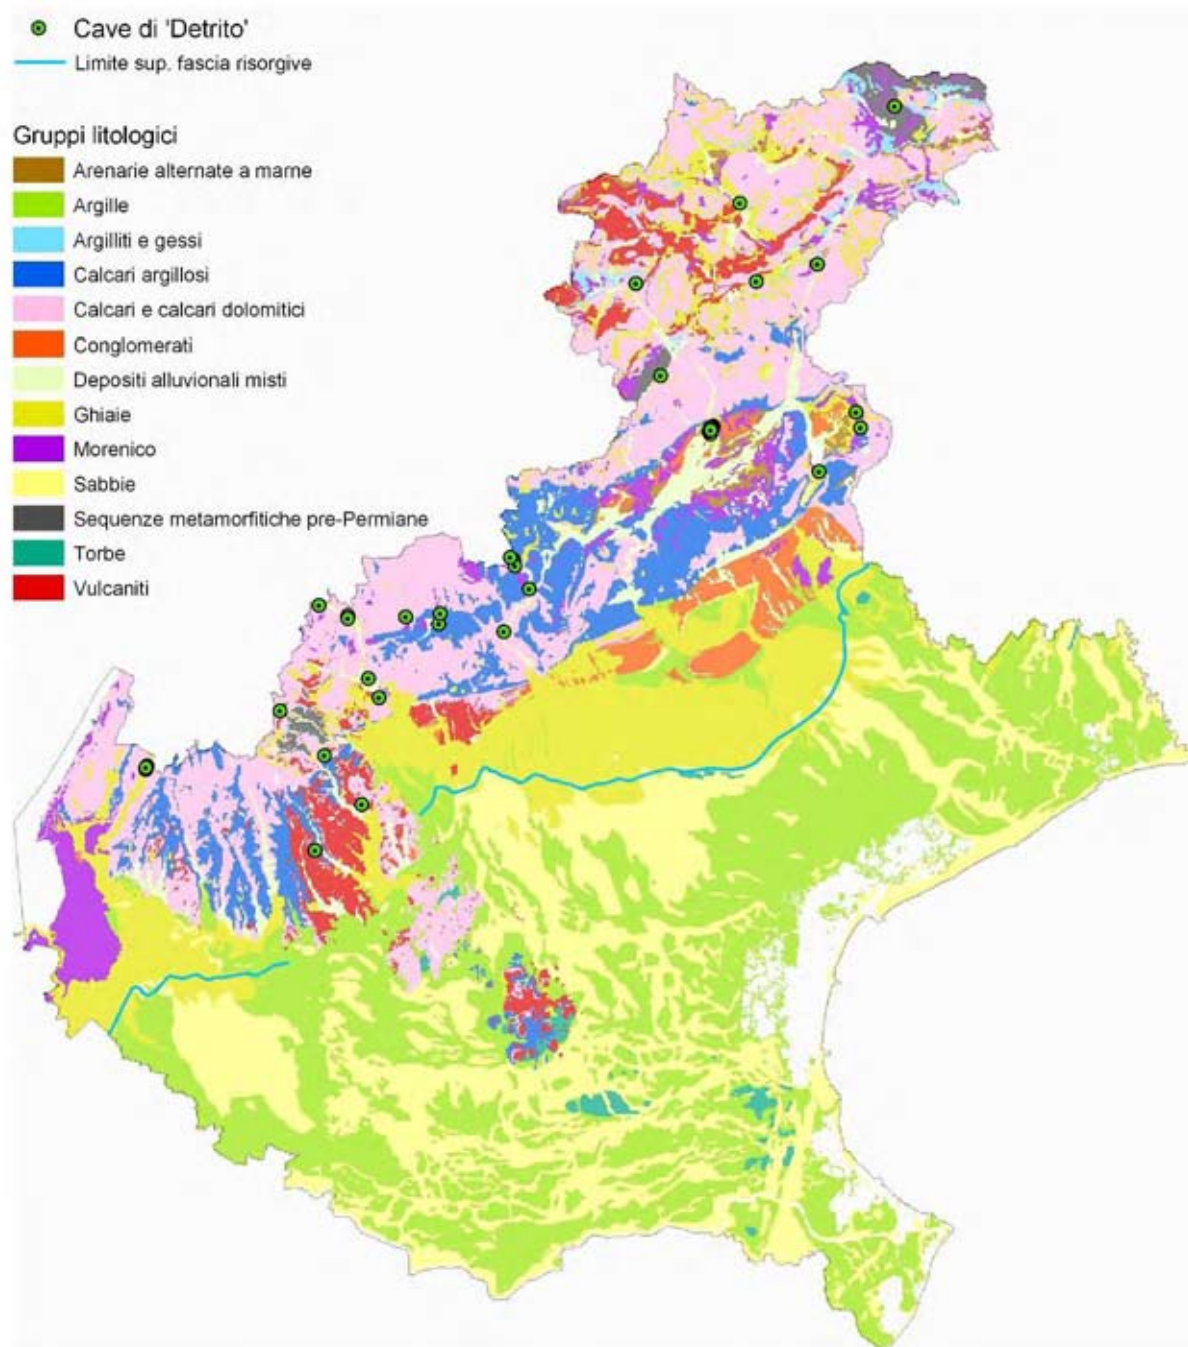 Cave di 'Detrito'
Limite sup. fascia risorgive
Gruppi litologici
Arenarie alternate a marne
Argille
Argilliti e gessi
Calcari argillosi
Calcari e calcari dolomitici
Conglomerati
Depositi alluvionali misti
Ghiaie
Morenico
Sabbie
Sequenze metamorfitiche pre-Permiane
Torbe
Vulcaniti